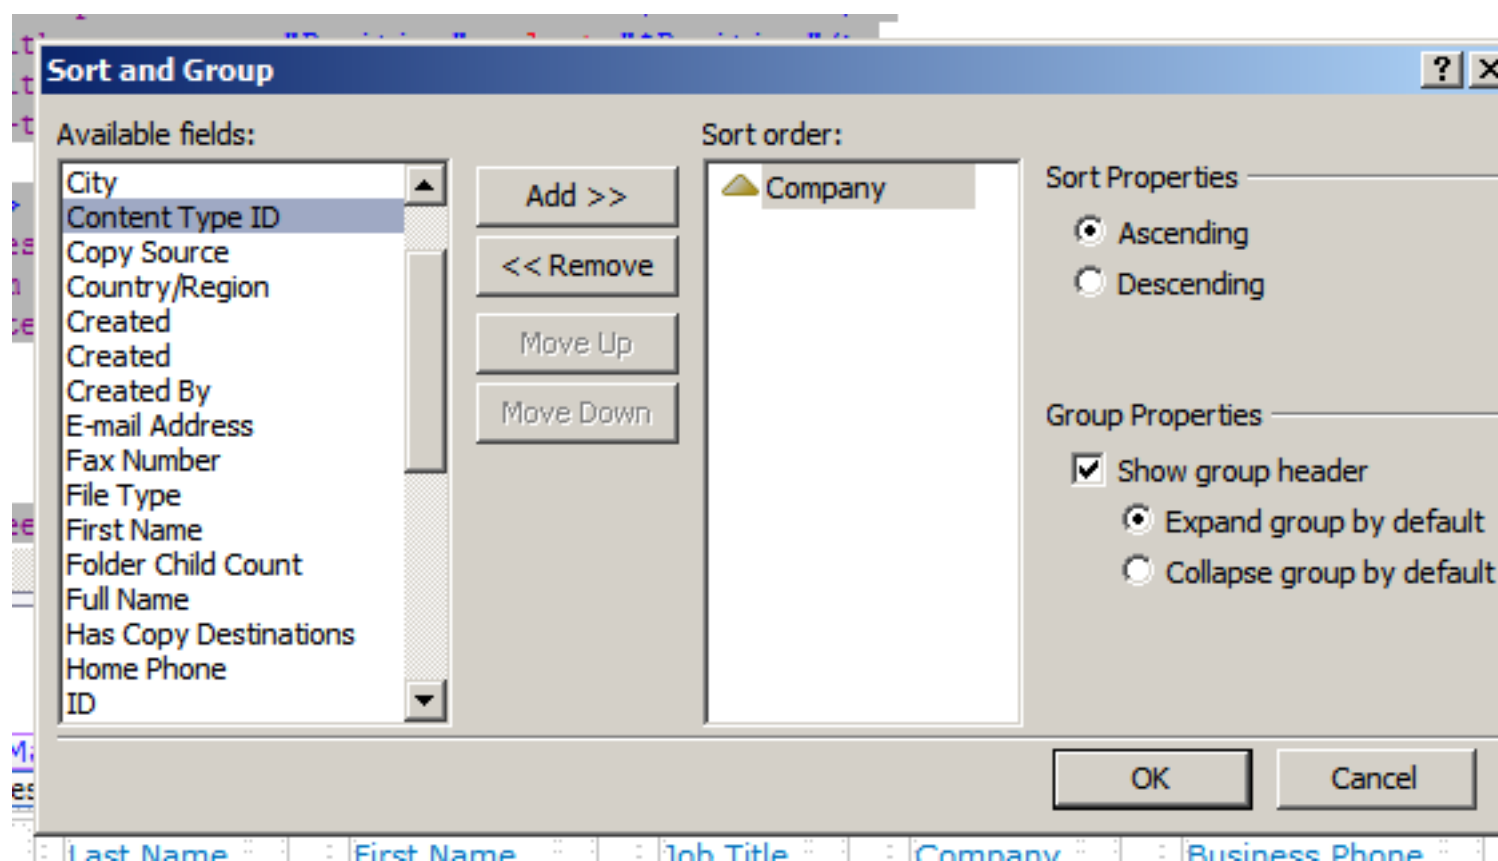 Sort and Group
Available fields:
City
Content Type ID
Copy Source
Country/Region
Created
Created
Created By
E-mail Address
Fax Number
File Type
First Name
Folder Child Count
Full Name
Has Copy Destinations
Home Phone
ID
Add >>
<< Remove
Move Up
Move Down
Sort order:
Company
Sort Properties
Ascending
Descending
Group Properties
Show group header
Expand group by default
Collapse group by default
OK
Cancel
Last Name First Name Job Title Company Business Phone